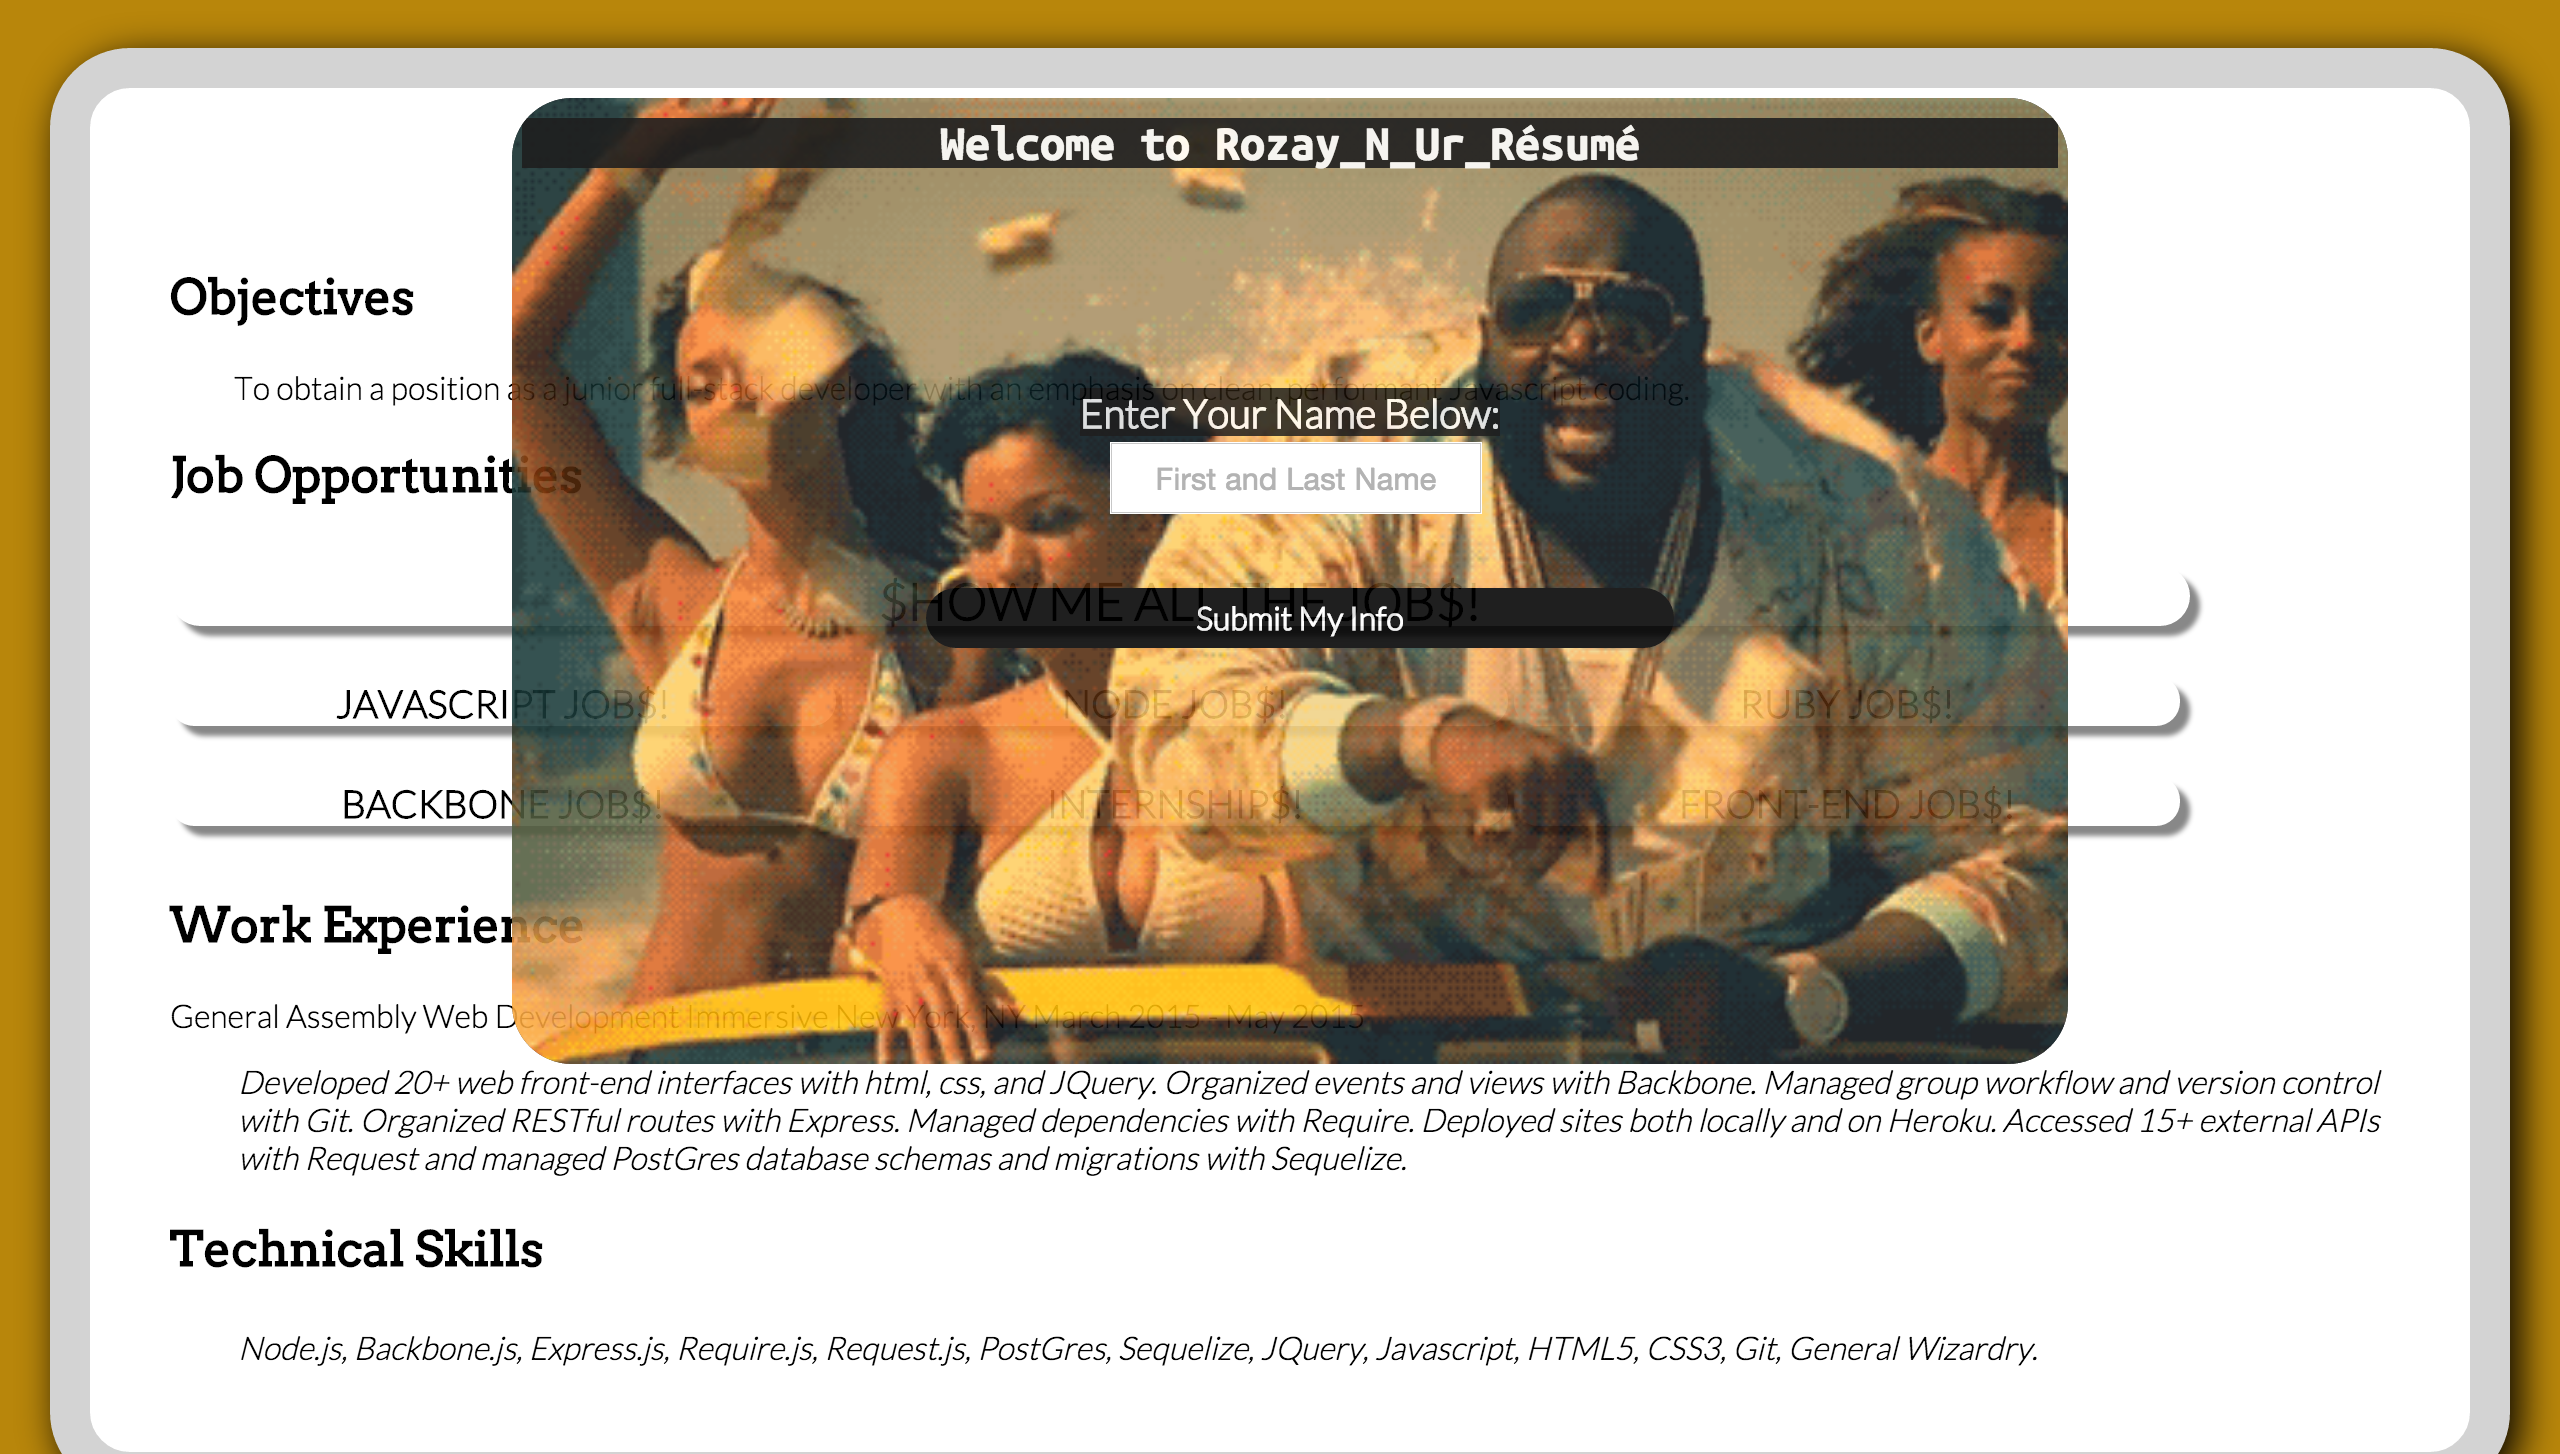 Welcome to Rozay_N_Ur_Résumé
Objectives
To obtain a position as a junior full-stack developer with an emphasis on clean, performant Javascript coding.
Enter Your Name Below:
First and Last Name
Job Opportunities
$HOW ME ALL THE JOB$!
Submit My Info
JAVASCRIPT JOB$! NODE JOB$! RUBY JOB$!
BACKBONE JOB$! INTERNSHIP$! FRONT-END JOB$!
Work Experience
General Assembly Web Development Immersive New York, NY March 2015 - May 2015
Developed 20+ web front-end interfaces with html, css, and JQuery. Organized events and views with Backbone. Managed group workflow and version control
with Git. Organized RESTful routes with Express. Managed dependencies with Require. Deployed sites both locally and on Heroku. Accessed 15+ external APIs
with Request and managed PostGres database schemas and migrations with Sequelize.
Technical Skills
Node.js, Backbone.js, Express.js, Require.js, Request.js, PostGres, Sequelize, JQuery, Javascript, HTML5, CSS3, Git, General Wizardry.